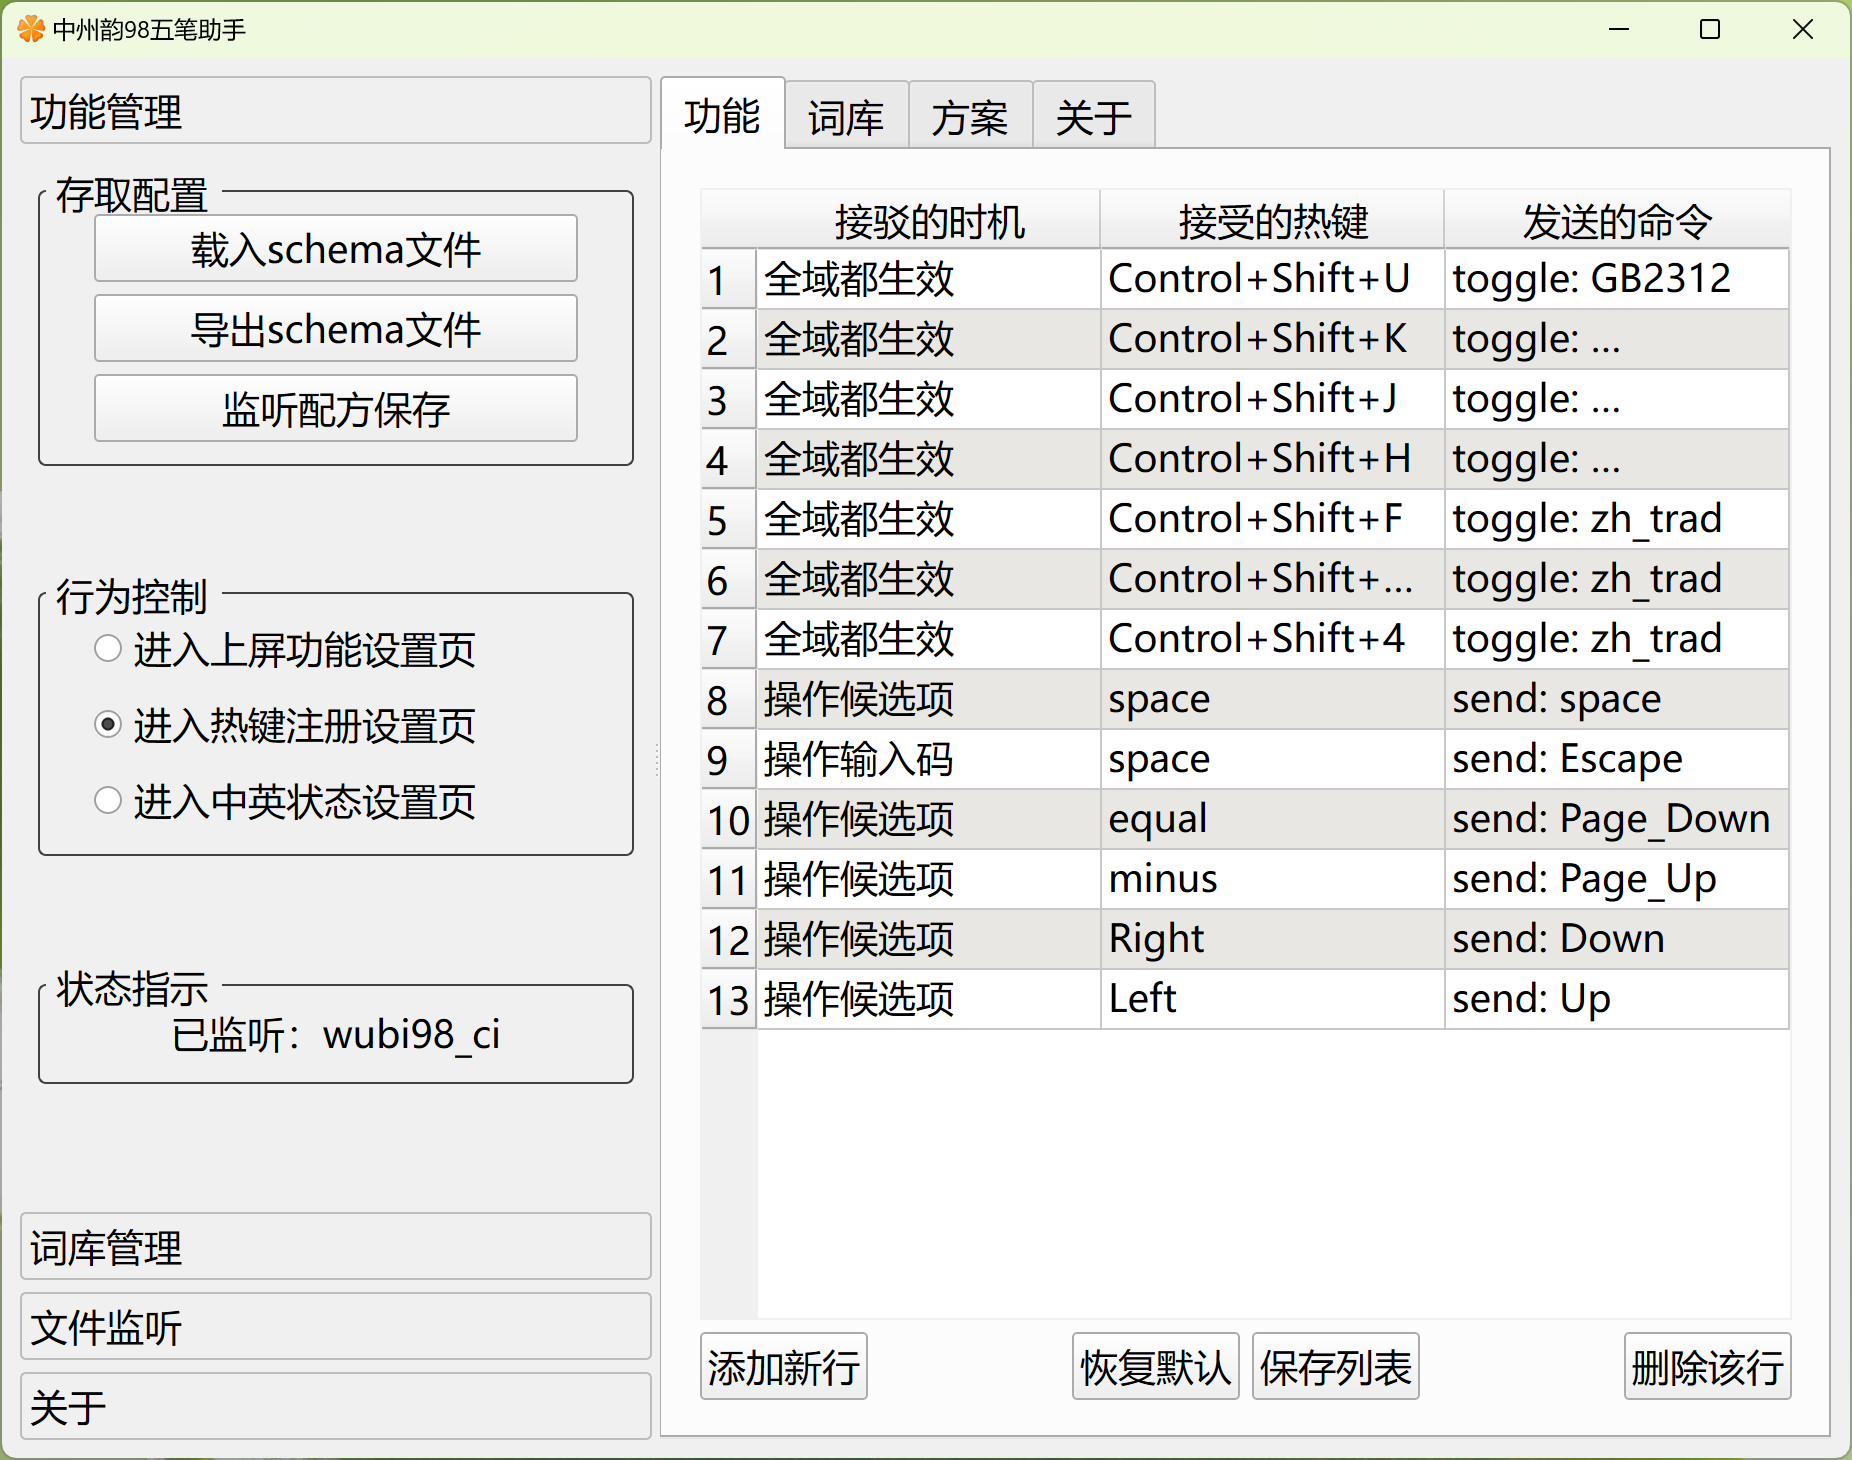 中州韵98五笔助手
功能管理
存取配置
载入schema文件
导出schema文件
监听配方保存
行为控制
进入上屏功能设置页
进入热键注册设置页
进入中英状态设置页
状态指示
已监听：wubi98_ci
词库管理
文件监听
关于
功能 词库 方案 关于
接驳的时机 接受的热键 发送的命令
1 全域都生效 Control+Shift+U toggle: GB2312
2 全域都生效 Control+Shift+K toggle: ...
3 全域都生效 Control+Shift+J toggle: ...
4 全域都生效 Control+Shift+H toggle: ...
5 全域都生效 Control+Shift+F toggle: zh_trad
6 全域都生效 Control+Shift+... toggle: zh_trad
7 全域都生效 Control+Shift+4 toggle: zh_trad
8 操作候选项 space send: space
9 操作输入码 space send: Escape
10 操作候选项 equal send: Page_Down
11 操作候选项 minus send: Page_Up
12 操作候选项 Right send: Down
13 操作候选项 Left send: Up
添加新行 恢复默认 保存列表 删除该行